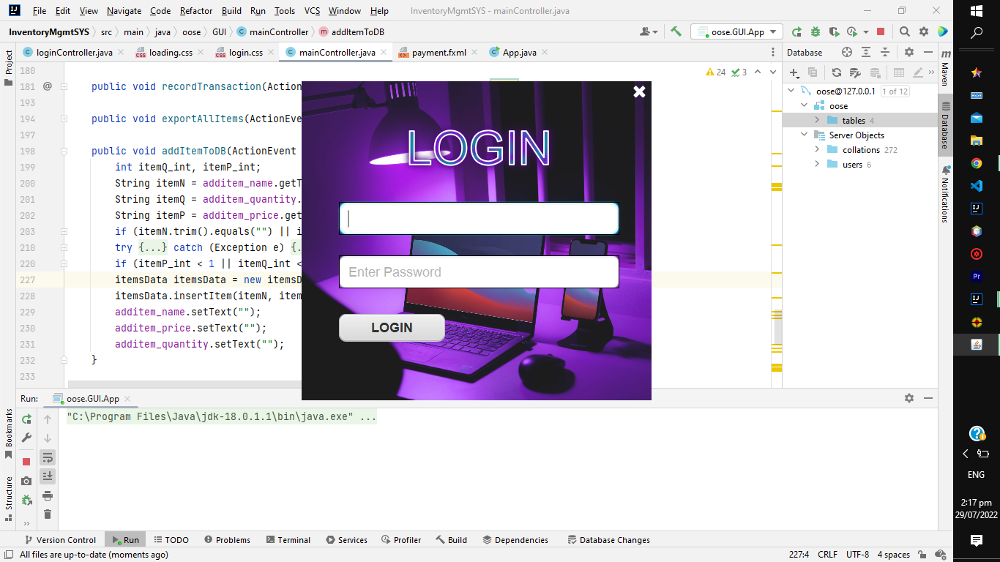 File Edit View Navigate Code Refactor Build Run Tools VCS Window Help InventoryMgmtSYS - mainController.java
InventoryMgmtSYS src main java oose GUI mainController addItemToDB oose.GUI.App
loginController.java loading.css login.css mainController.java payment.fxml App.java Database
Project
Maven
Database
Notifications
Bookmarks
Structure
24 3
oose@127.0.0.1 1 of 12
oose
tables 4
Server Objects
collations 272
users 6
180
181 @ public void recordTransaction(Action
193
194 public void exportAllItems(ActionEve
197
198 public void addItemToDB(ActionEvent
199 int itemQ_int, itemP_int;
200 String itemN = additem_name.getT
201 String itemQ = additem_quantity.
202 String itemP = additem_price.get
203 if (itemN.trim().equals("") || i
210 try {...} catch (Exception e) {.
220 if (itemP_int < 1 || itemQ_int <
227 itemsData itemsData = new itemsD
228 itemsData.insertItem(itemN, item
229 additem_name.setText("");
230 additem_price.setText("");
231 additem_quantity.setText("");
232 }
233
LOGIN
Enter Password
LOGIN
Run: oose.GUI.App
"C:\Program Files\Java\jdk-18.0.1.1\bin\java.exe" ...
Version Control Run TODO Problems Terminal Services Profiler Build Dependencies Database Changes
All files are up-to-date (moments ago) 227:4 CRLF UTF-8 4 spaces
Pr
ENG
2:17 pm
29/07/2022